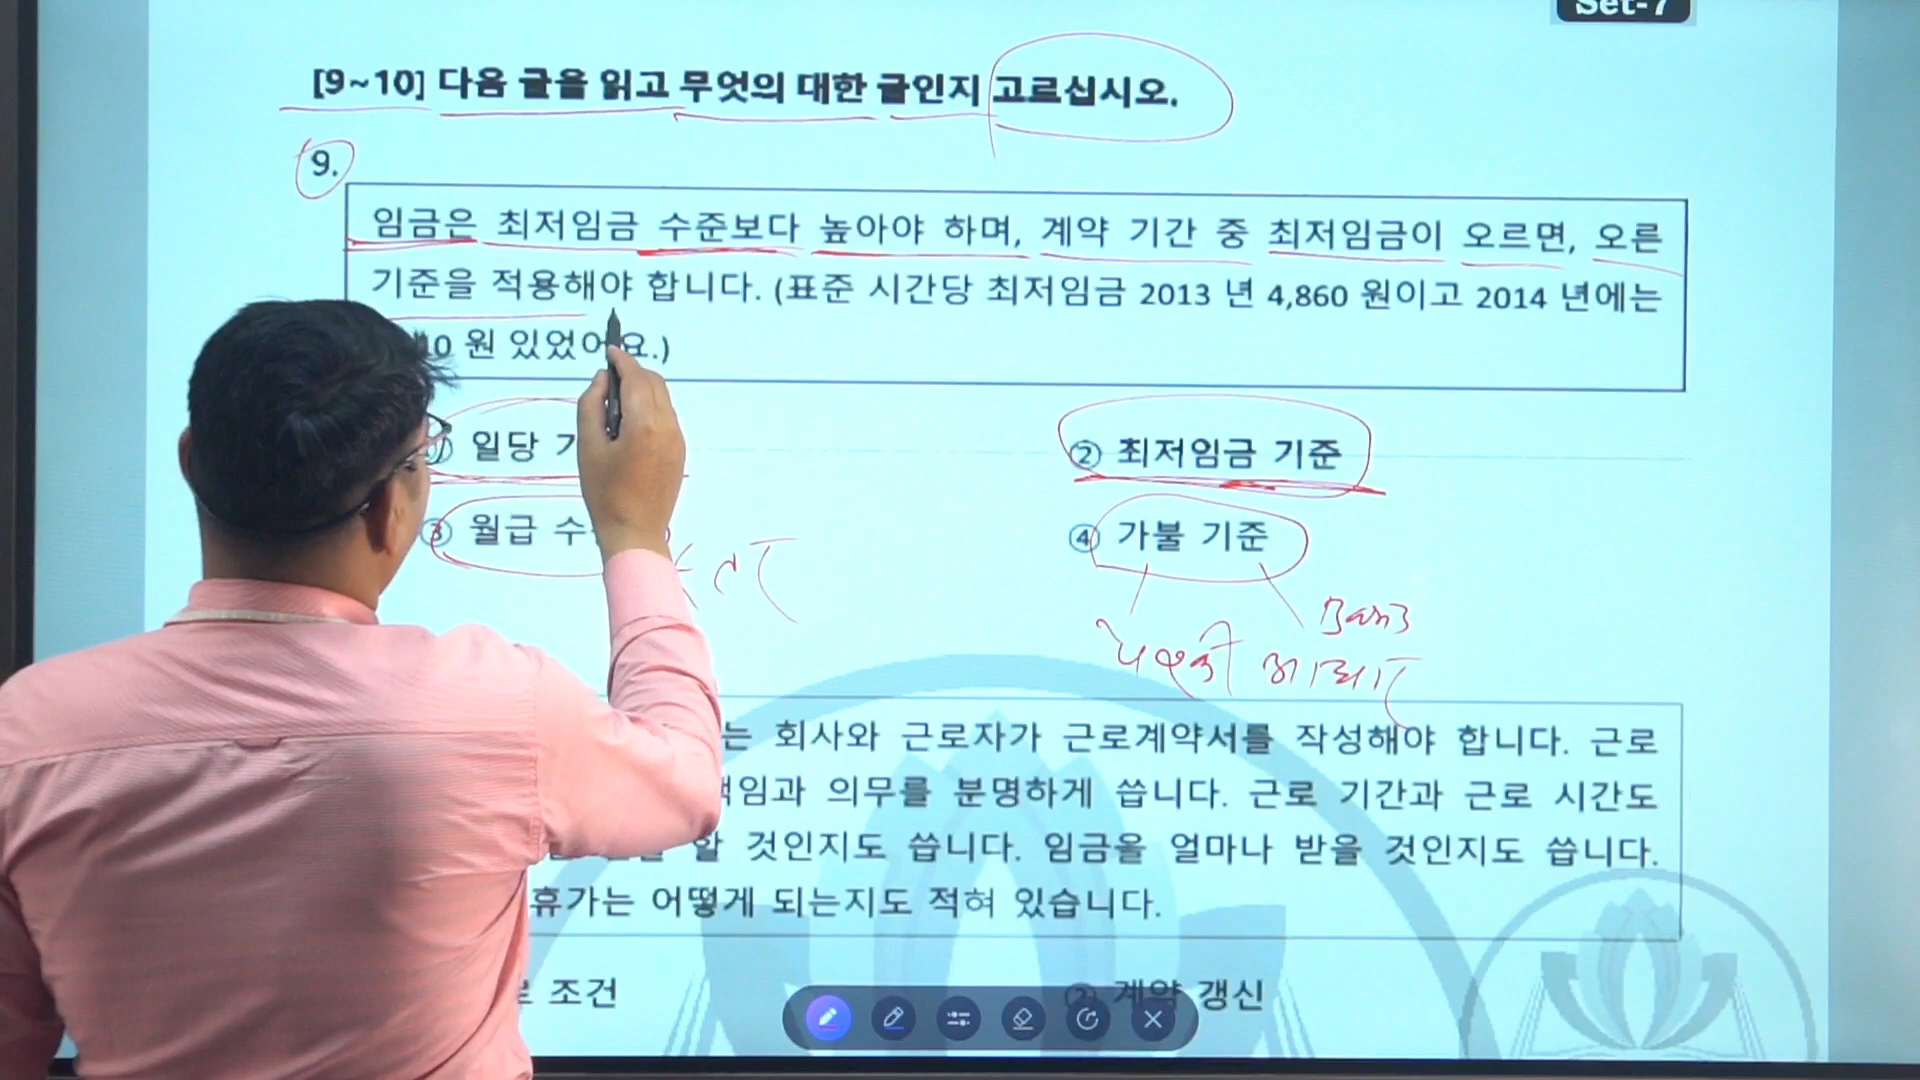 Set-7
[9~10] 다음 글을 읽고 무엇의 대한 글인지 고르십시오.
9.
임금은 최저임금 수준보다 높아야 하며, 계약 기간 중 최저임금이 오르면, 오른
기준을 적용해야 합니다. (표준 시간당 최저임금 2013 년 4,860 원이고 2014 년에는
10 원 있었어요.)
① 일당
② 최저임금 기준
③ 월급
④ 가불 기준
는 회사와 근로자가 근로계약서를 작성해야 합니다. 근로
책임과 의무를 분명하게 씁니다. 근로 기간과 근로 시간도
할 것인지도 씁니다. 임금을 얼마나 받을 것인지도 씁니다.
휴가는 어떻게 되는지도 적혀 있습니다.
조건
② 계약 갱신